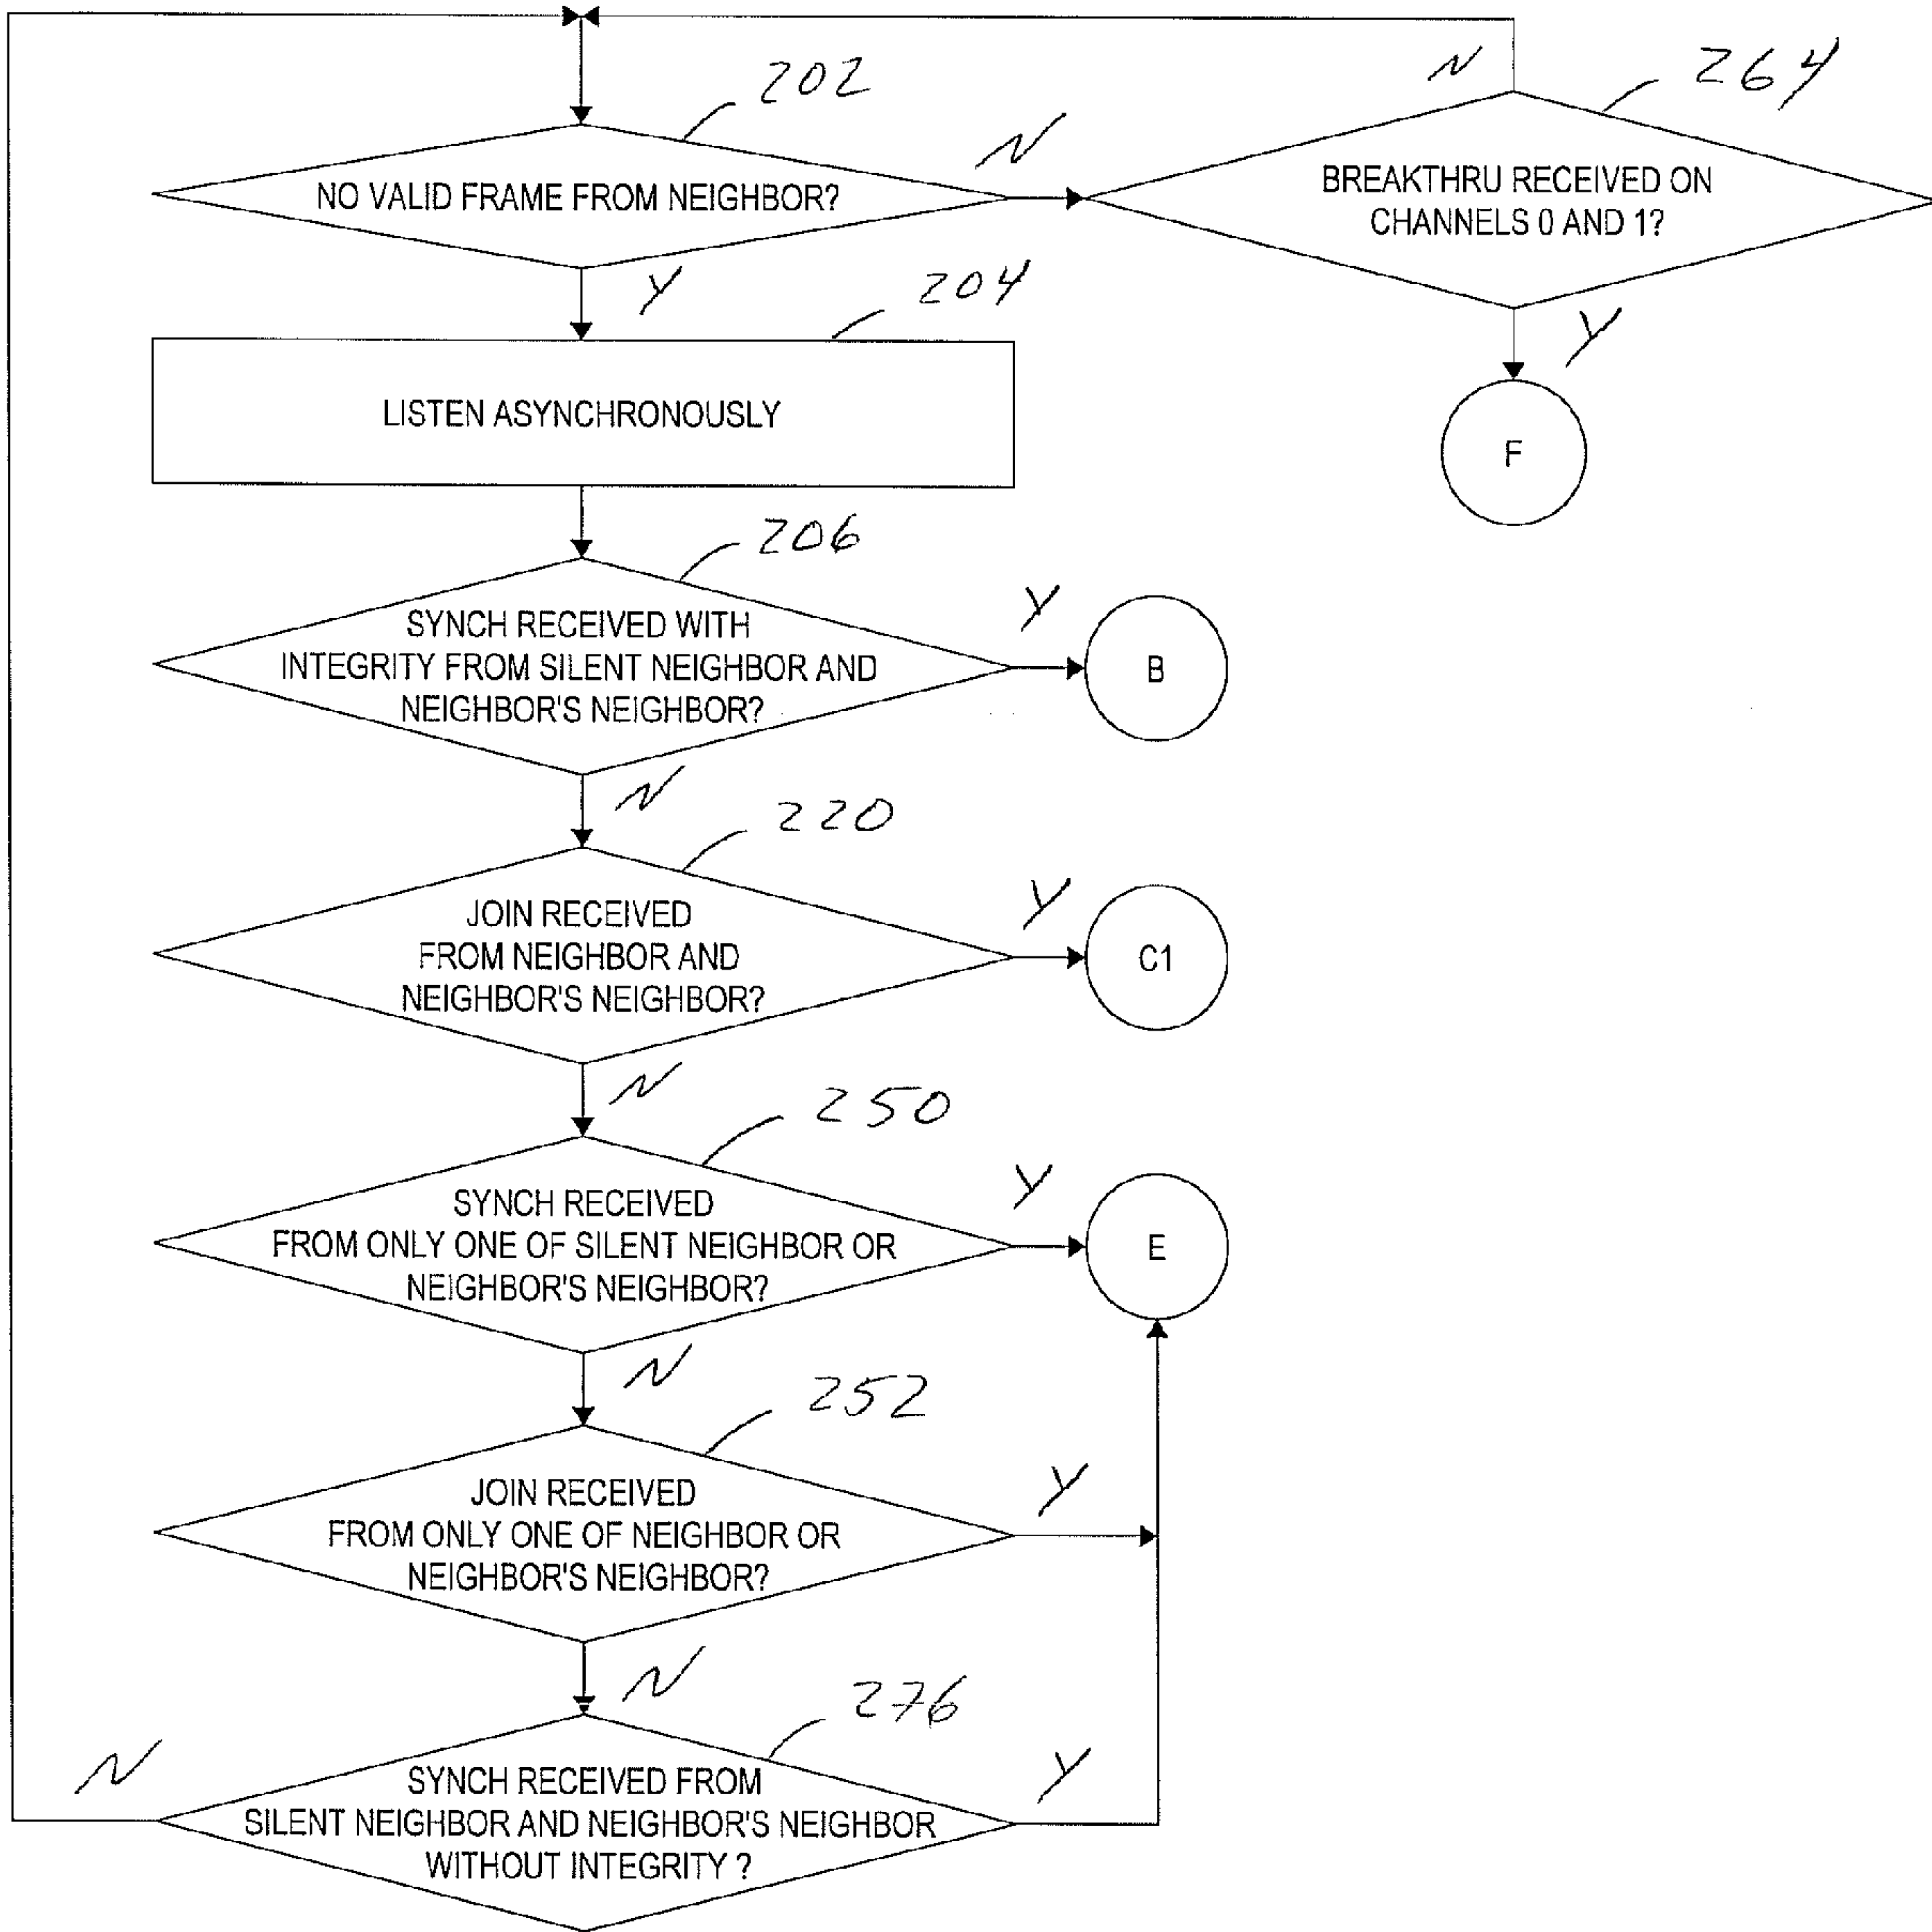 202
N
264
NO VALID FRAME FROM NEIGHBOR?
N
BREAKTHRU RECEIVED ON
CHANNELS 0 AND 1?
Y
204
Y
LISTEN ASYNCHRONOUSLY
F
206
SYNCH RECEIVED WITH
INTEGRITY FROM SILENT NEIGHBOR AND
NEIGHBOR'S NEIGHBOR?
Y
B
N
220
JOIN RECEIVED
FROM NEIGHBOR AND
NEIGHBOR'S NEIGHBOR?
Y
C1
N
250
SYNCH RECEIVED
FROM ONLY ONE OF SILENT NEIGHBOR OR
NEIGHBOR'S NEIGHBOR?
Y
E
N
252
JOIN RECEIVED
FROM ONLY ONE OF NEIGHBOR OR
NEIGHBOR'S NEIGHBOR?
Y
N
276
N
SYNCH RECEIVED FROM
SILENT NEIGHBOR AND NEIGHBOR'S NEIGHBOR
WITHOUT INTEGRITY ?
Y